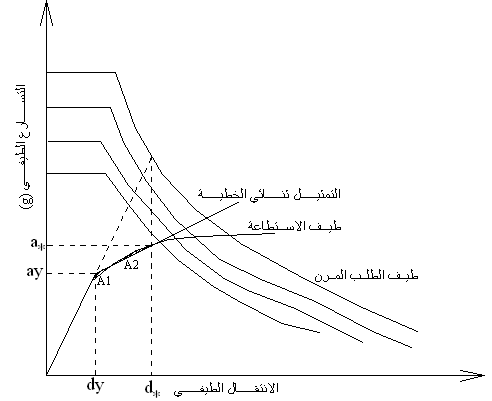 التسارع الطيفي (g)
التمثيل ثنائي الخطية
طيف الاستطاعة
a*
طيف الطلب المرن
ay
A1
A2
dy
d*
الانتقال الطيفي